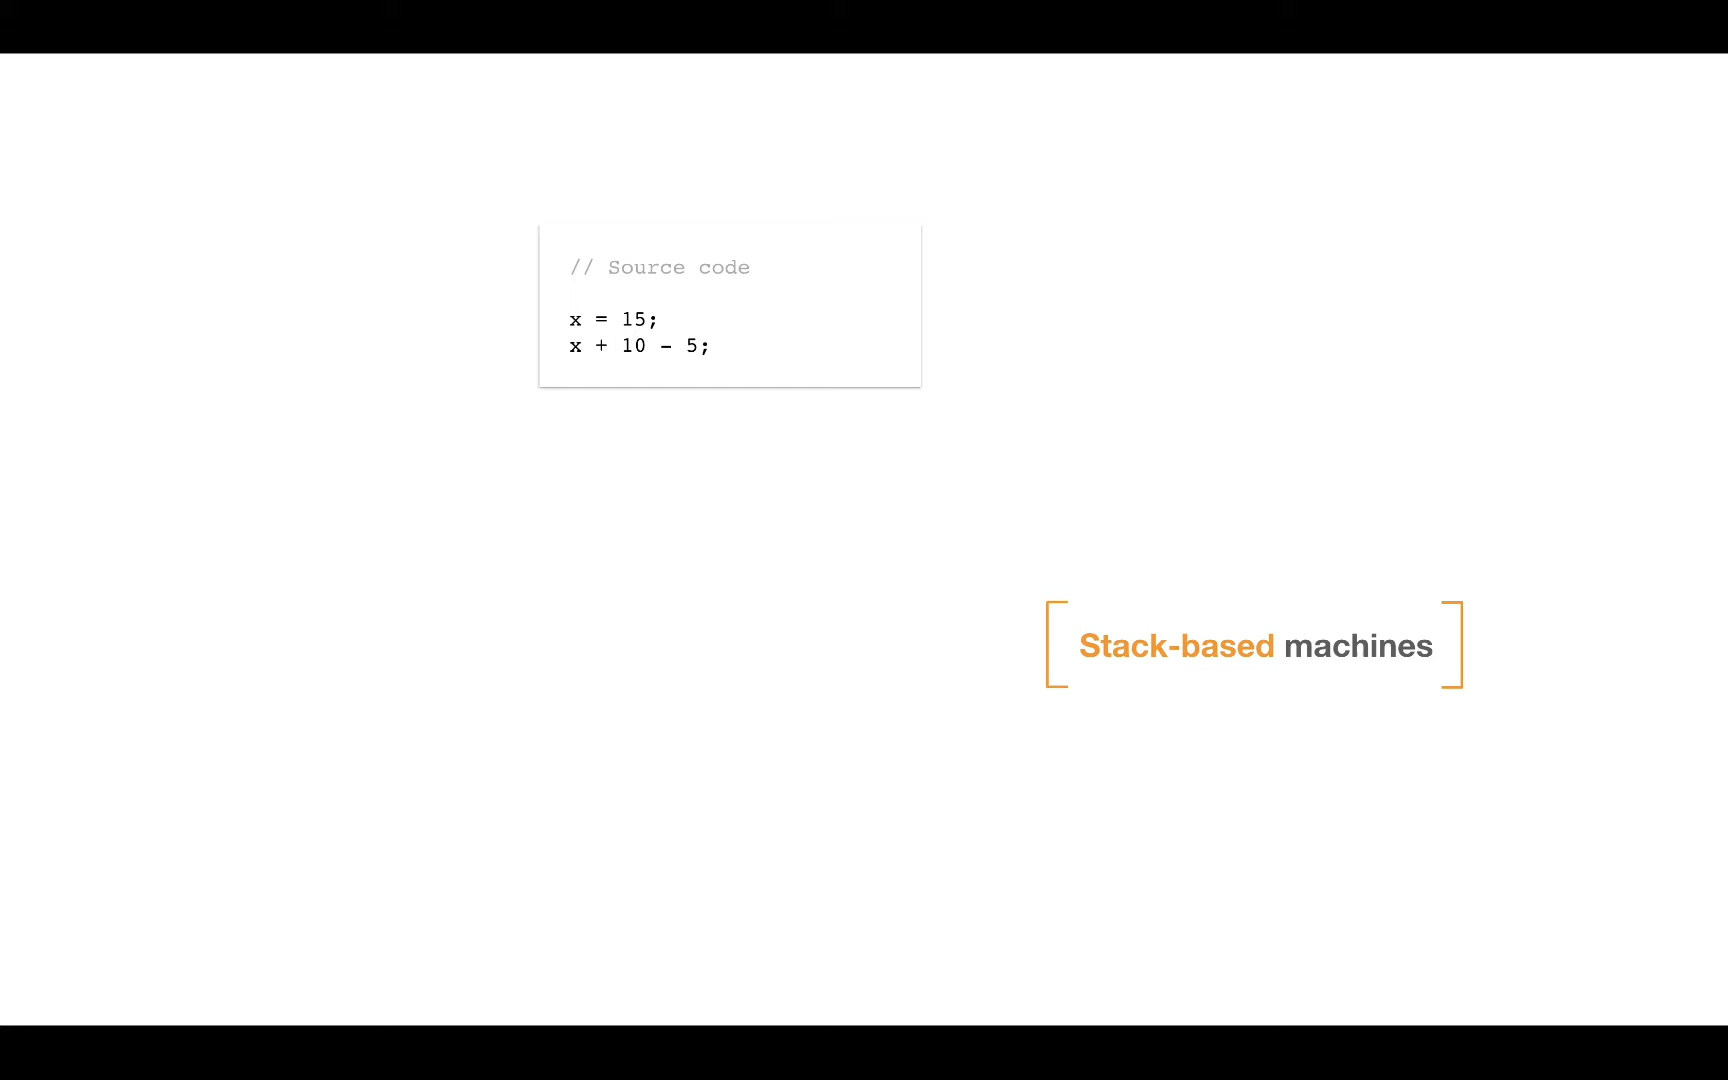 // Source code
x = 15;
x + 10 - 5;
Stack-based machines